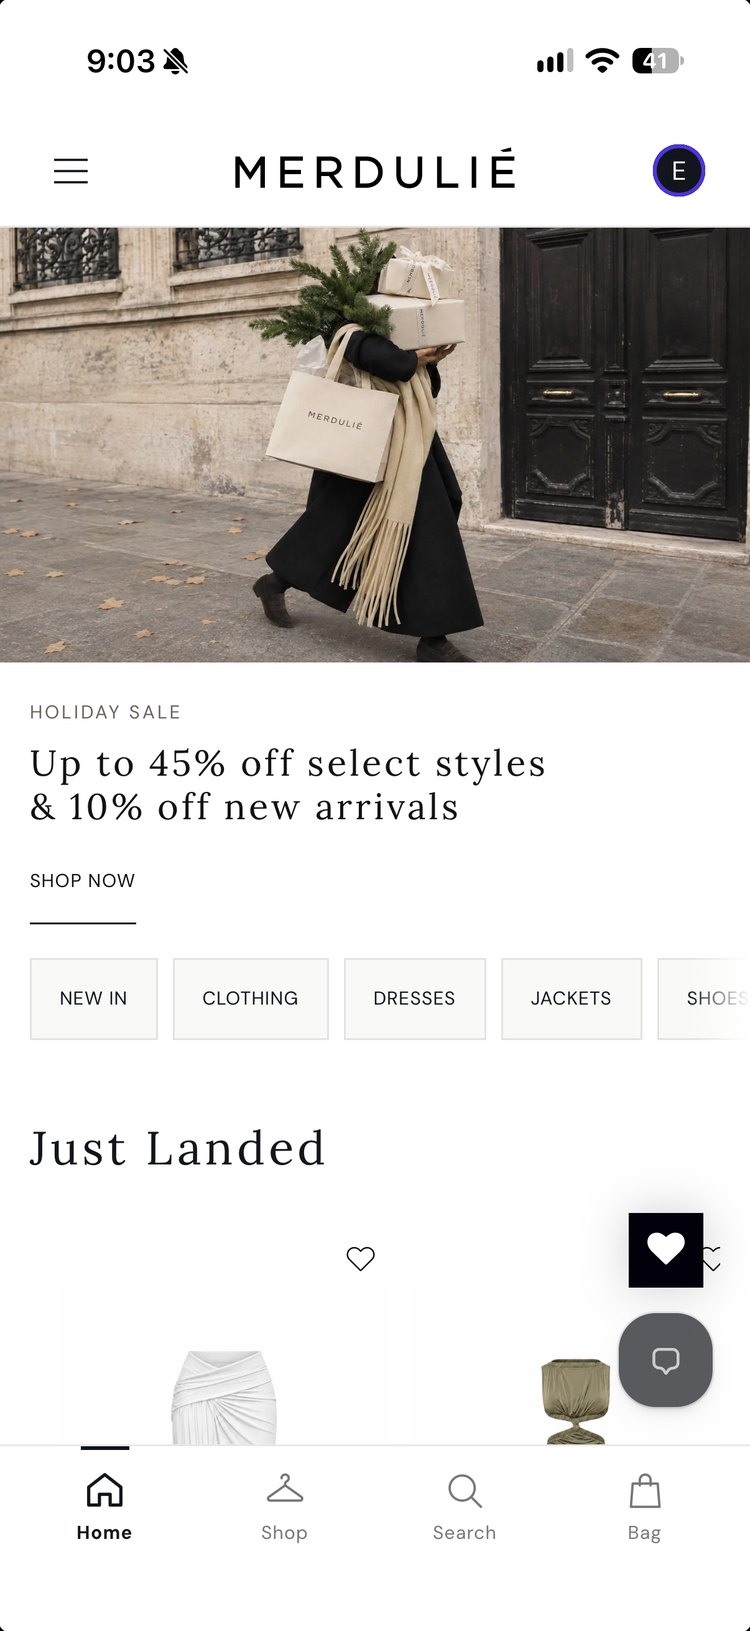 9:03
41
MERDULIÉ
E
MERDULIÉ
MERDULIÉ
HOLIDAY SALE
Up to 45% off select styles
& 10% off new arrivals
SHOP NOW
NEW IN
CLOTHING
DRESSES
JACKETS
SHOES
Just Landed
Home
Shop
Search
Bag